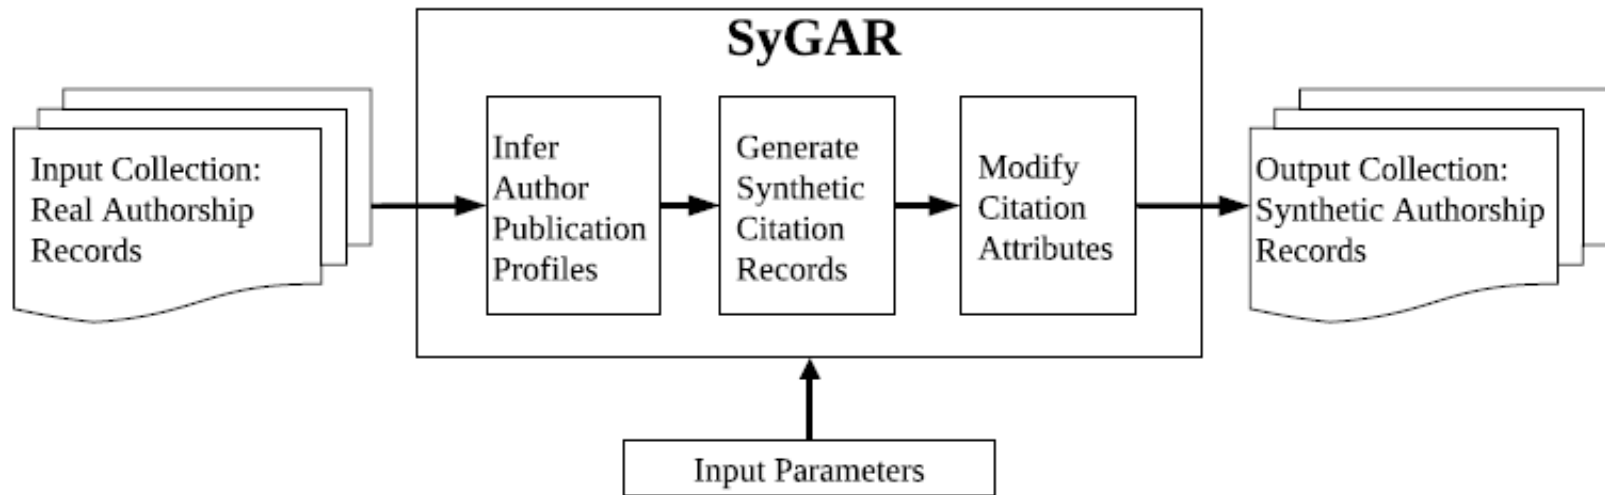 SyGAR
Input Collection:
Real Authorship
Records
Infer
Author
Publication
Profiles
Generate
Synthetic
Citation
Records
Modify
Citation
Attributes
Output Collection:
Synthetic Authorship
Records
Input Parameters